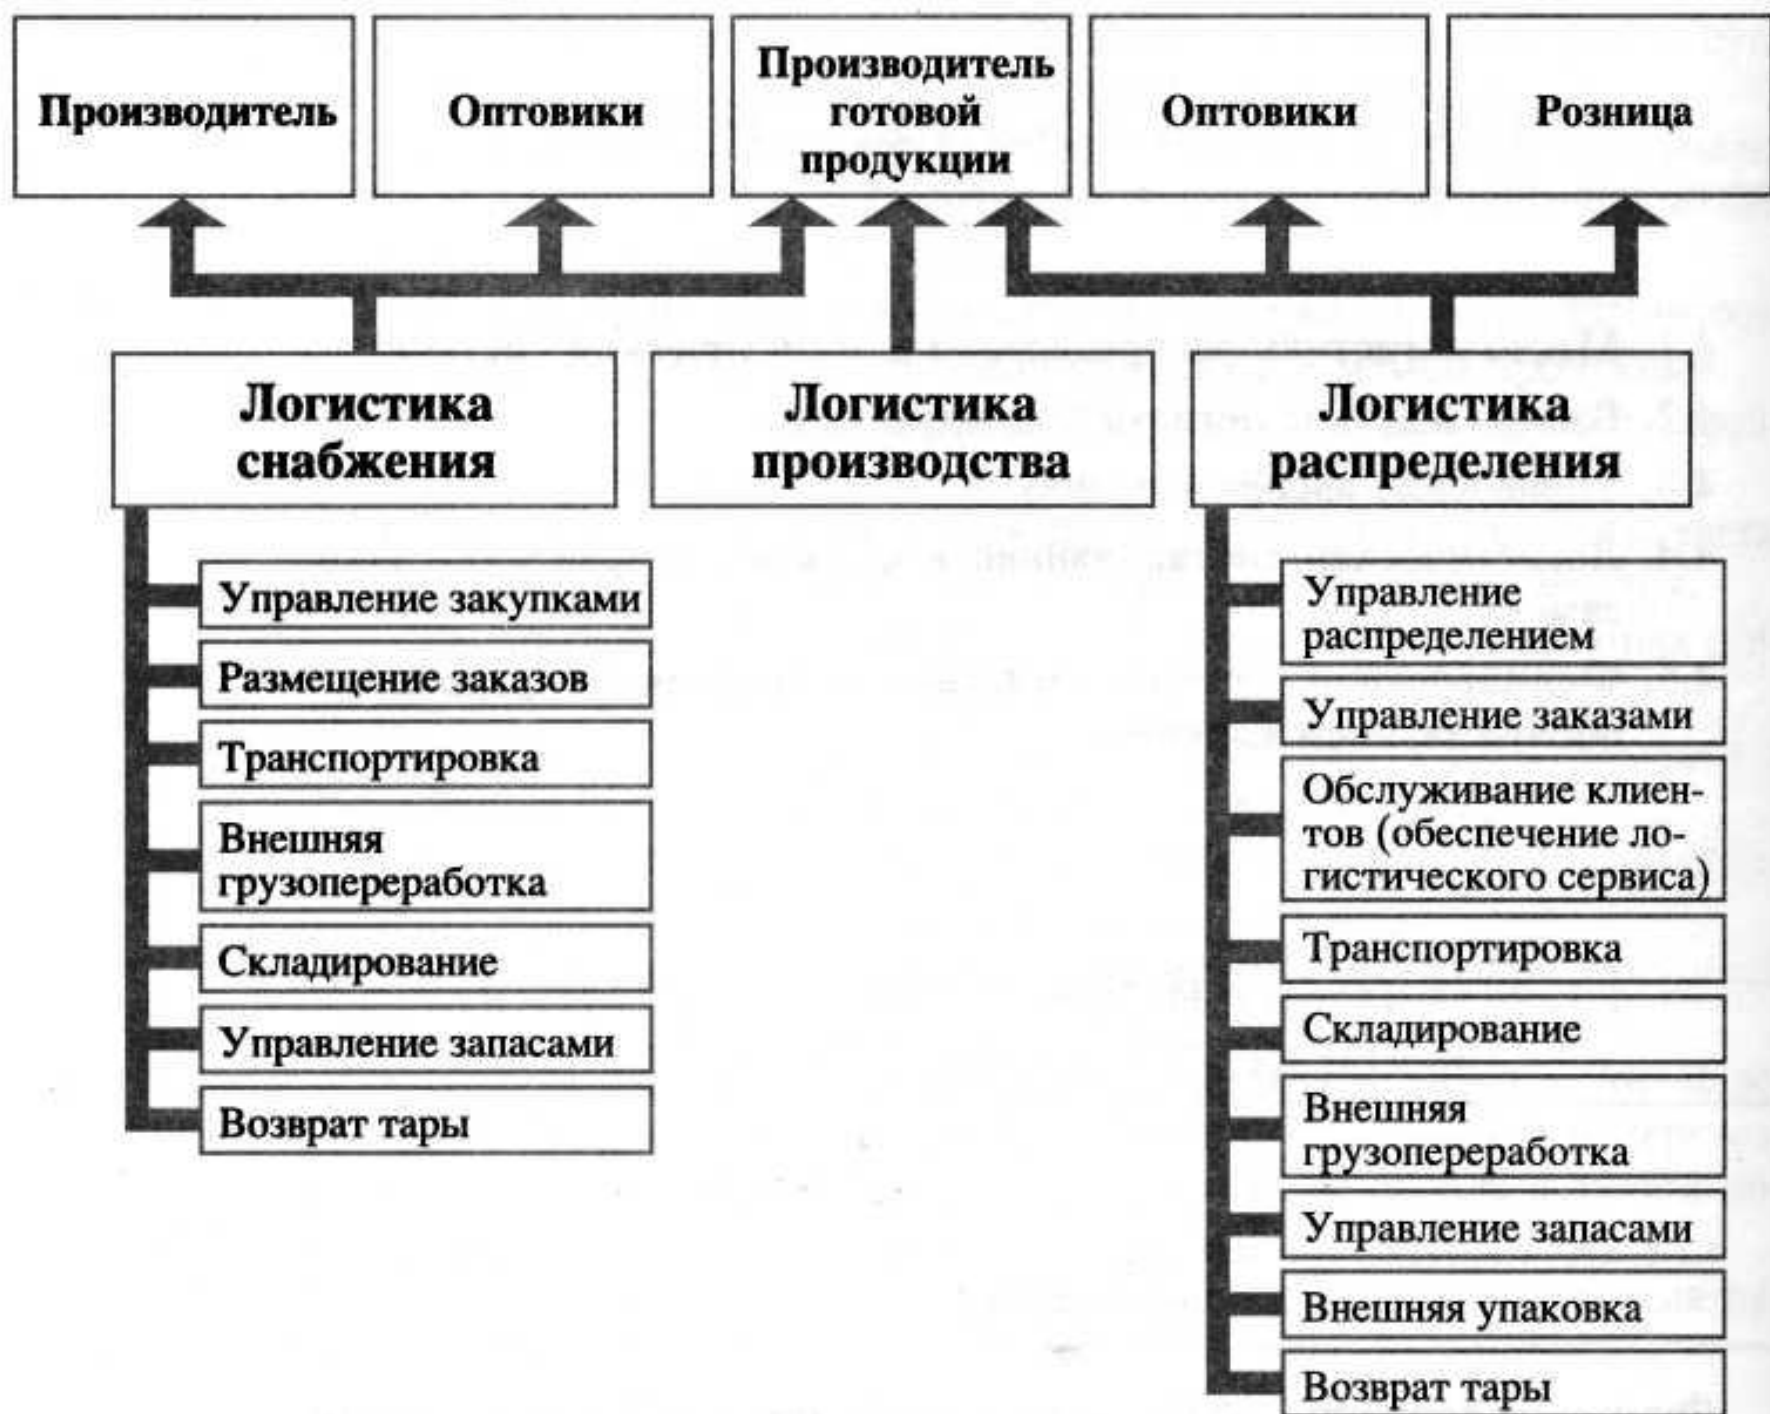 Производитель
Оптовики
Производитель
готовой
продукции
Оптовики
Розница
Логистика
снабжения
Логистика
производства
Логистика
распределения
Управление закупками
Размещение заказов
Транспортировка
Внешняя
грузопереработка
Складирование
Управление запасами
Возврат тары
Управление
распределением
Управление заказами
Обслуживание клиен-
тов (обеспечение ло-
гистического сервиса)
Транспортировка
Складирование
Внешняя
грузопереработка
Управление запасами
Внешняя упаковка
Возврат тары